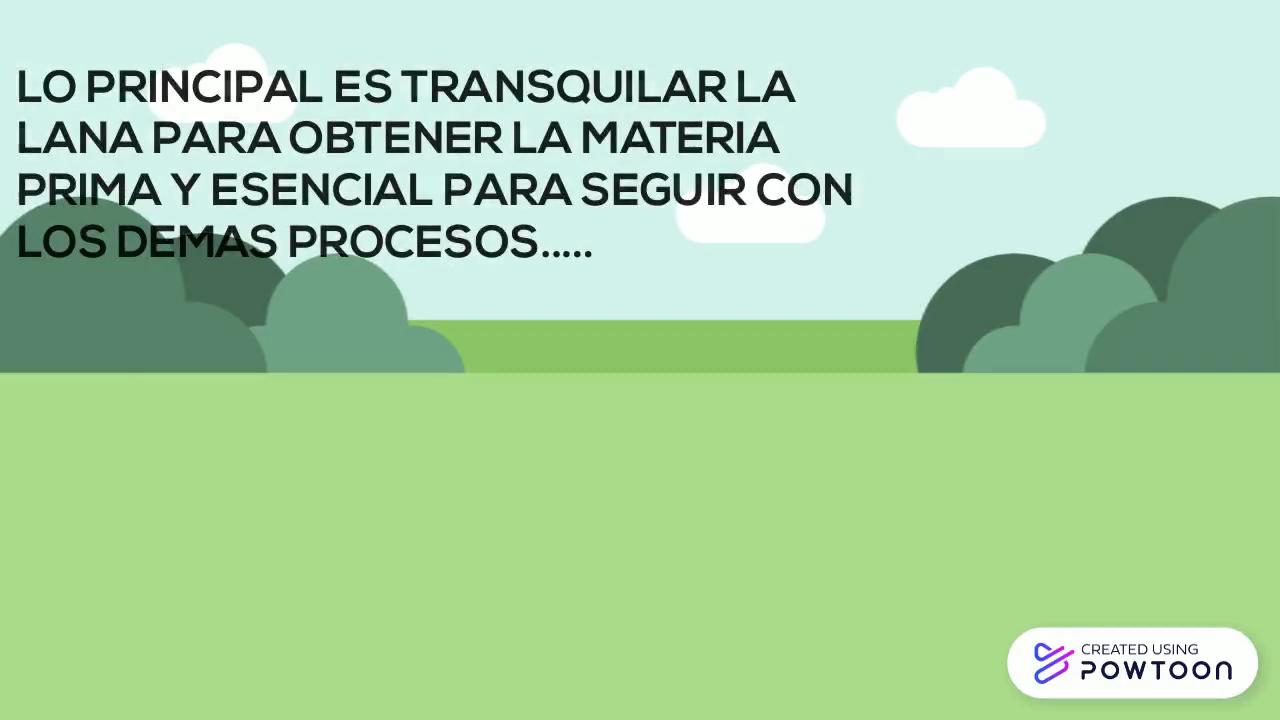 LO PRINCIPAL ES TRANSQUILAR LA
LANA PARA OBTENER LA MATERIA
PRIMA Y ESENCIAL PARA SEGUIR CON
LOS DEMAS PROCESOS.....
CREATED USING
POWTOON